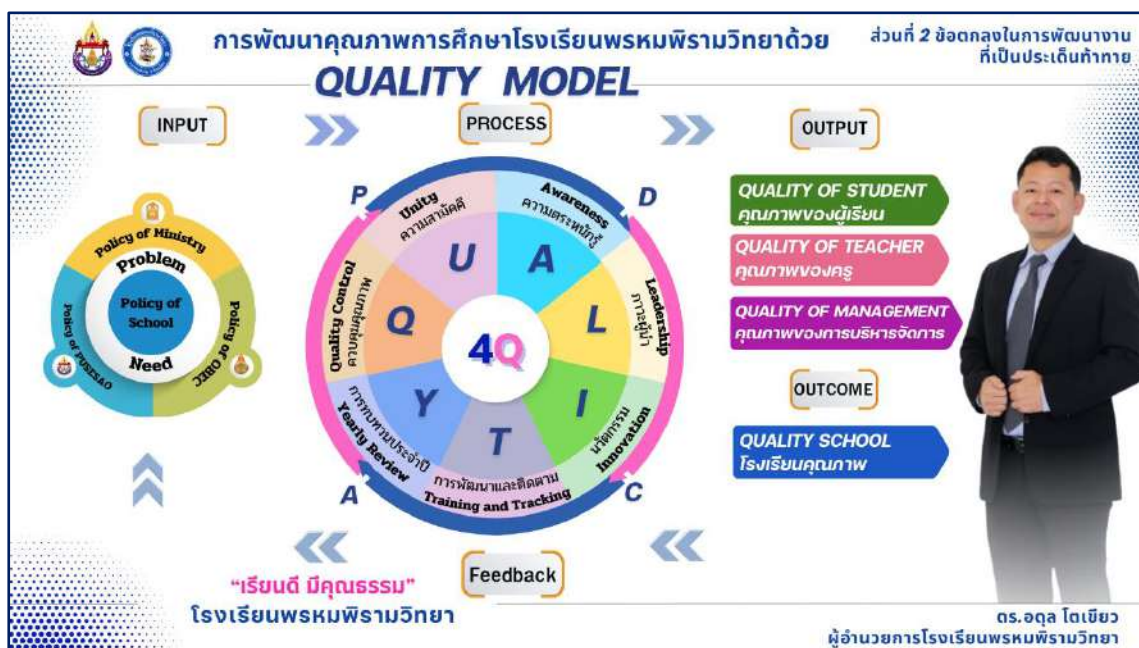 การพัฒนาคุณภาพการศึกษาโรงเรียนพรหมพิรามวิทยาด้วย
QUALITY MODEL
ส่วนที่ 2 ข้อตกลงในการพัฒนางาน
ที่เป็นประเด็นท้าทาย
INPUT
PROCESS
OUTPUT
Policy of Ministry
Problem
Policy of
School
Need
Policy of PUSESAO
Policy of OBEC
P
D
C
A
Quality Control
ควบคุมคุณภาพ
Q
Unity
ความสามัคคี
U
Awareness
ความตระหนักรู้
A
Leadership
ภาวะผู้นำ
L
นวัตกรรม
Innovation
I
การพัฒนาและติดตาม
Training and Tracking
T
การทบทวนประจำปี
Yearly Review
Y
4Q
QUALITY OF STUDENT
คุณภาพของผู้เรียน
QUALITY OF TEACHER
คุณภาพของครู
QUALITY OF MANAGEMENT
คุณภาพของการบริหารจัดการ
OUTCOME
QUALITY SCHOOL
โรงเรียนคุณภาพ
Feedback
“เรียนดี มีคุณธรรม”
โรงเรียนพรหมพิรามวิทยา
ดร.อดุล โตเขียว
ผู้อำนวยการโรงเรียนพรหมพิรามวิทยา